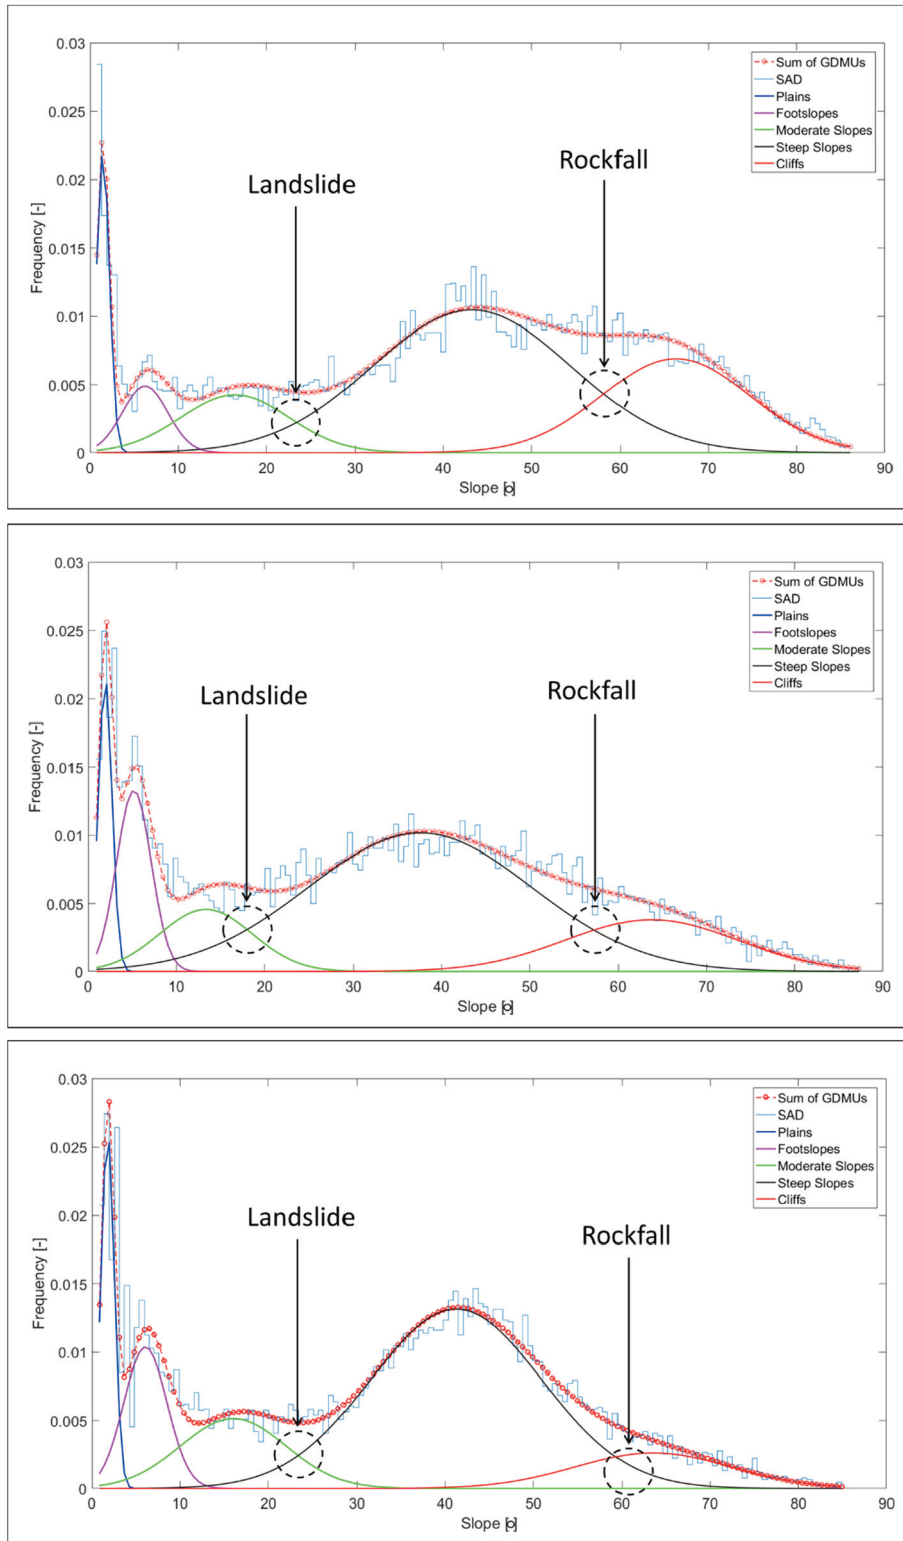 0.03
0.025
0.02
0.015
0.01
0.005
0
Frequency [-]
Sum of GDMUs
SAD
Plains
Footslopes
Moderate Slopes
Steep Slopes
Cliffs
Landslide
Rockfall
0 10 20 30 40 50 60 70 80 90
Slope [o]
0.03
0.025
0.02
0.015
0.01
0.005
0
Frequency [-]
Sum of GDMUs
SAD
Plains
Footslopes
Moderate Slopes
Steep Slopes
Cliffs
Landslide
Rockfall
0 10 20 30 40 50 60 70 80 90
Slope [o]
0.03
0.025
0.02
0.015
0.01
0.005
0
Frequency [-]
Sum of GDMUs
SAD
Plains
Footslopes
Moderate Slopes
Steep Slopes
Cliffs
Landslide
Rockfall
0 10 20 30 40 50 60 70 80 90
Slope [o]